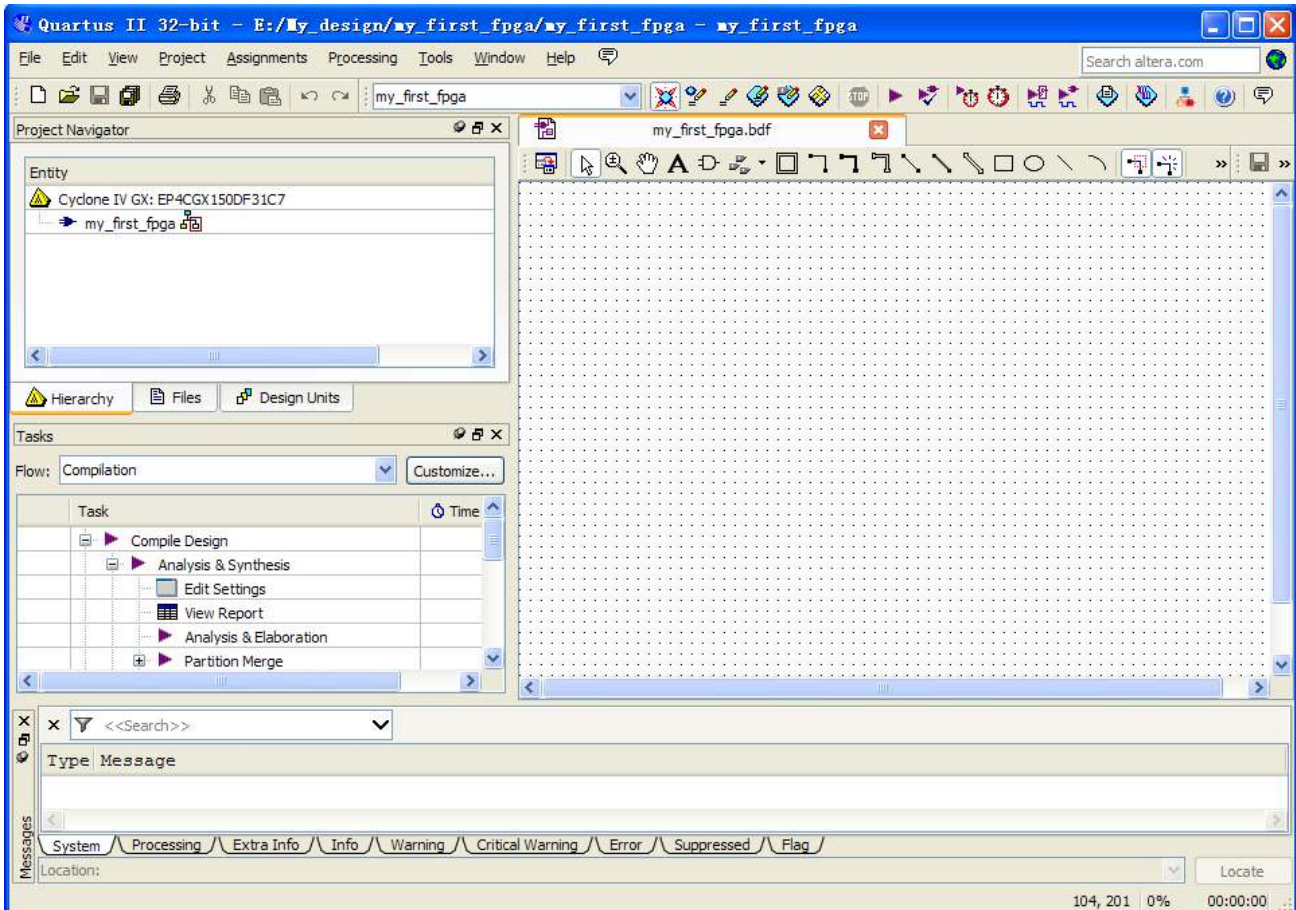 Quartus II 32-bit - E:/My_design/my_first_fpga/my_first_fpga - my_first_fpga
File Edit View Project Assignments Processing Tools Window Help
Search altera.com
my_first_fpga
STOP
Project Navigator
my_first_fpga.bdf
Entity
A
Cyclone IV GX: EP4CGX150DF31C7
my_first_fpga
Hierarchy Files Design Units
Tasks
Flow: Compilation Customize...
Task Time
Compile Design
Analysis & Synthesis
Edit Settings
View Report
Analysis & Elaboration
Partition Merge
<<Search>>
Type Message
System Processing Extra Info Info Warning Critical Warning Error Suppressed Flag
Messages
Location: Locate
104, 201 0% 00:00:00